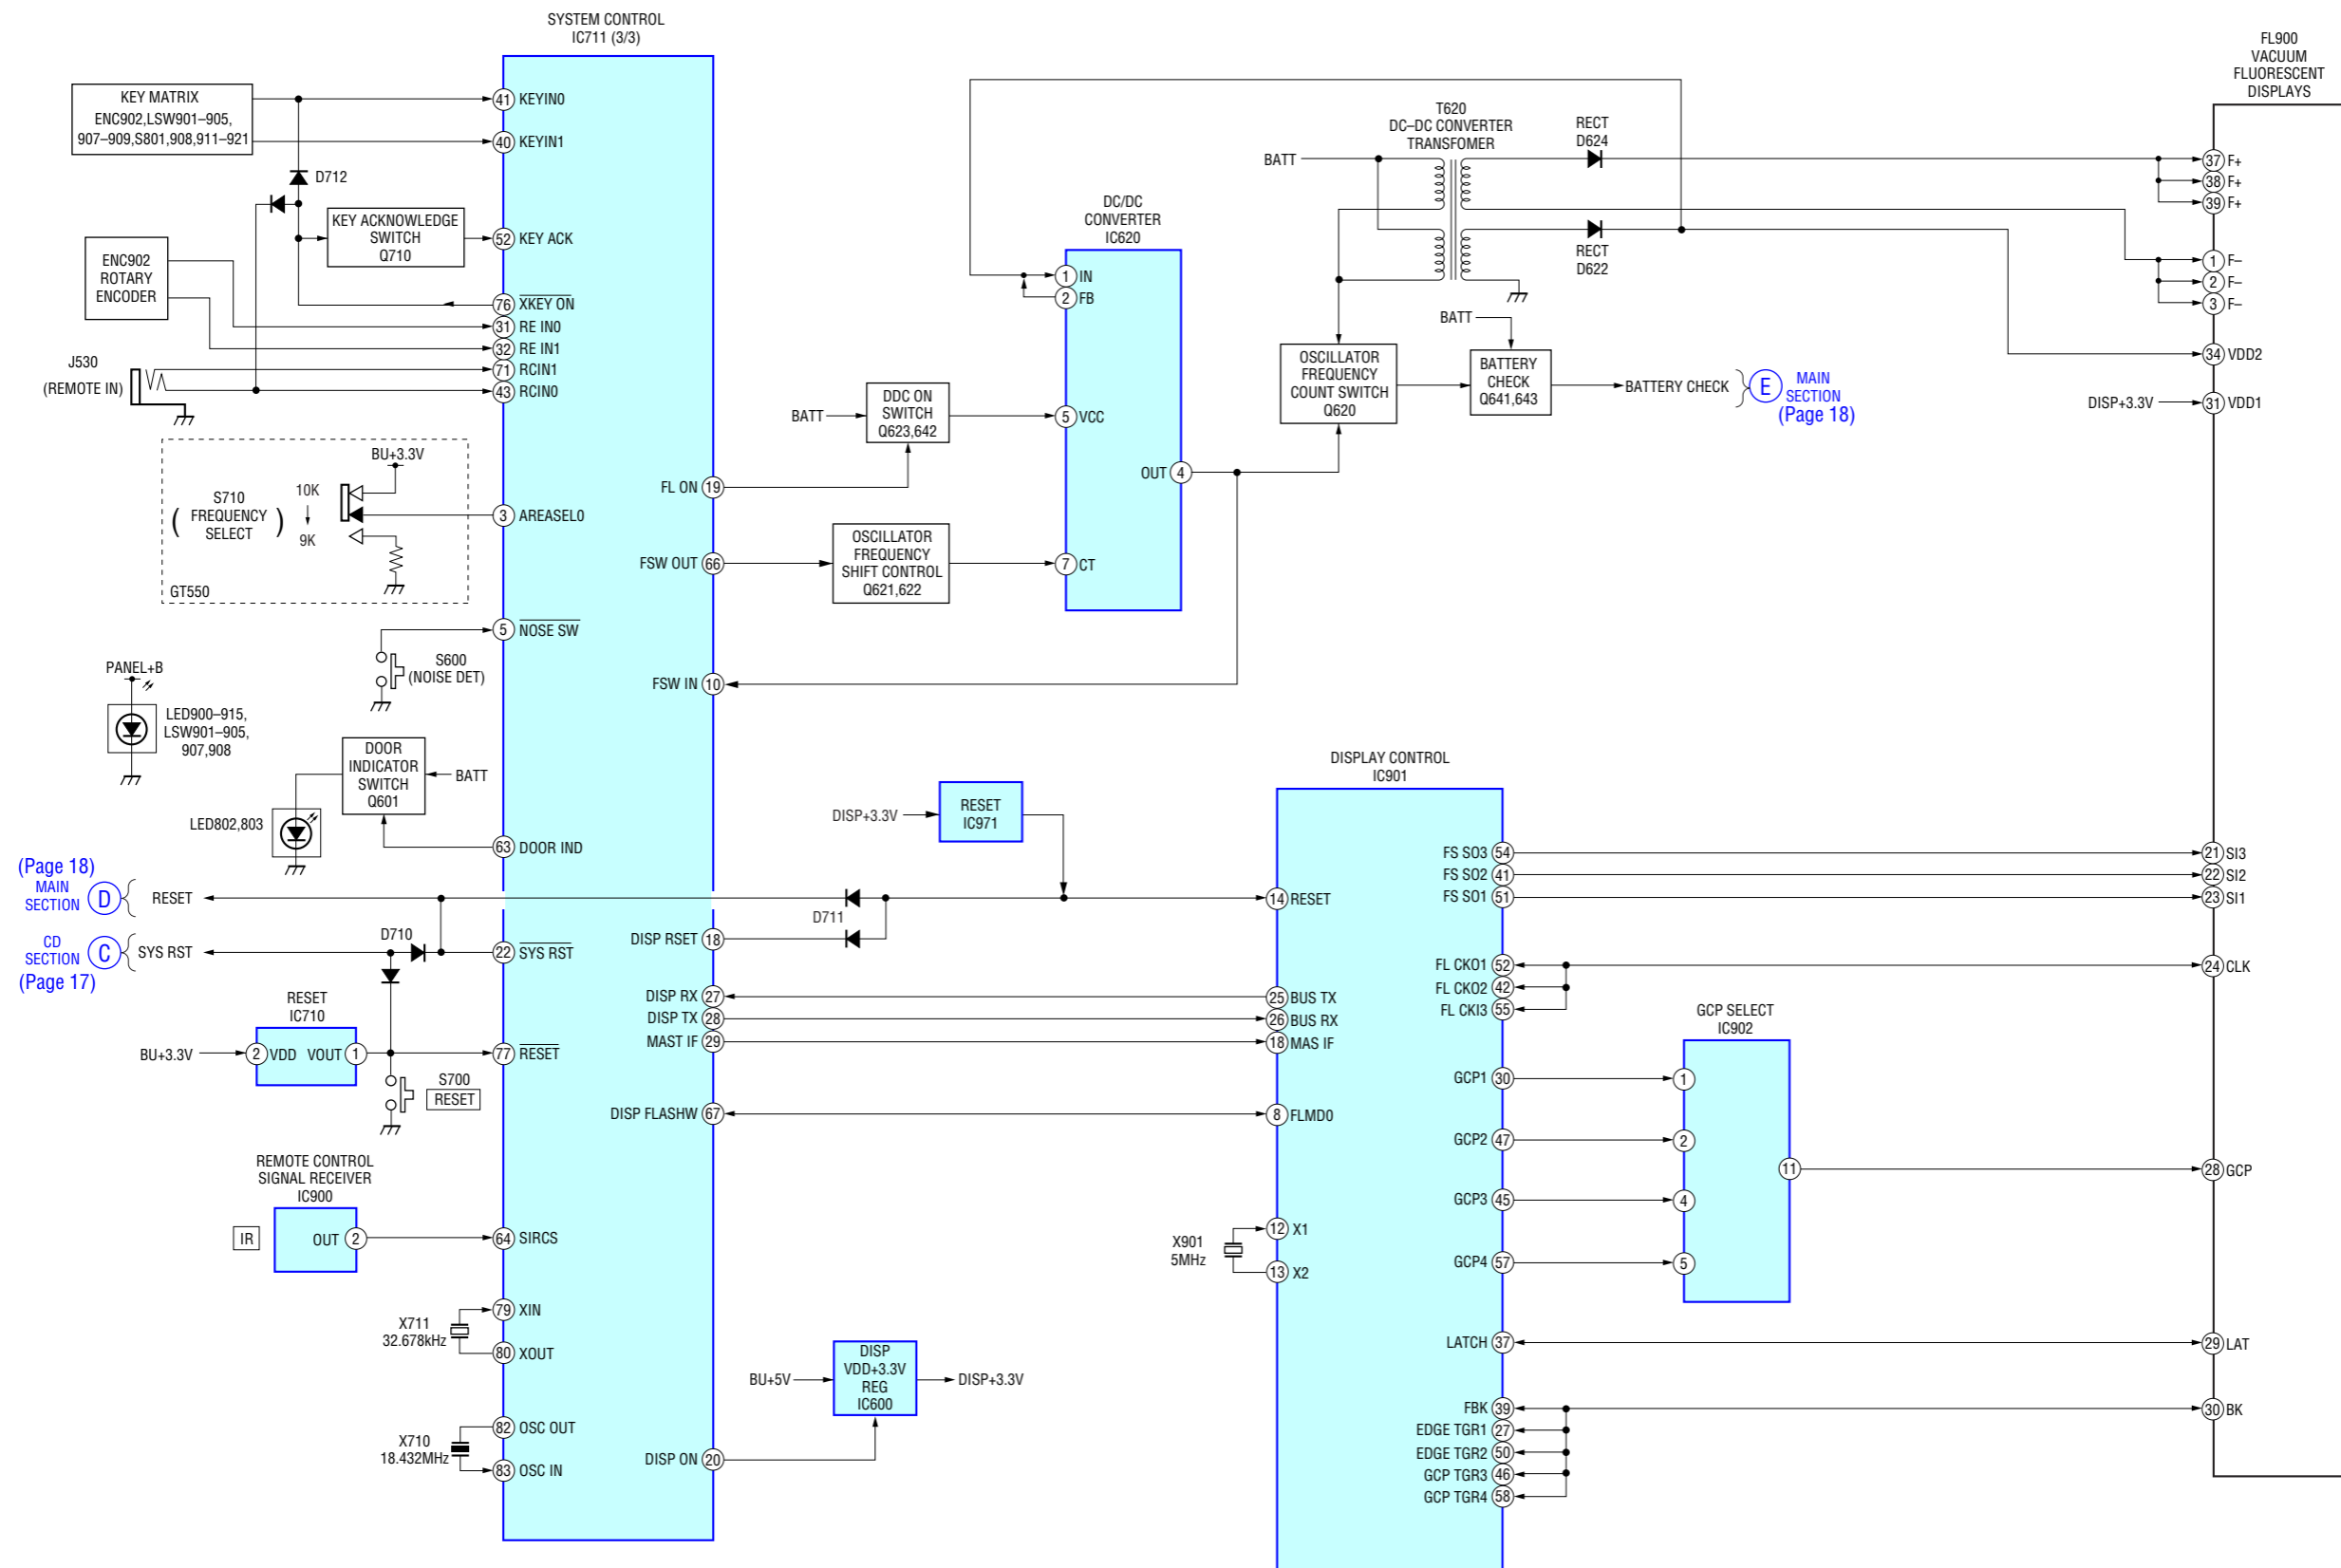 SYSTEM CONTROL
IC711 (3/3)
KEY MATRIX
ENC902,LSW901–905,
907–909,S801,908,911–921
41 KEYIN0
40 KEYIN1
D712
KEY ACKNOWLEDGE
SWITCH
Q710
52 KEY ACK
ENC902
ROTARY
ENCODER
76 XKEY ON
31 RE IN0
32 RE IN1
71 RCIN1
43 RCIN0
J530
(REMOTE IN)
BU+3.3V
S710
( FREQUENCY )
SELECT
10K
9K
GT550
3 AREASEL0
5 NOSE SW
S600
(NOISE DET)
PANEL+B
LED900–915,
LSW901–905,
907,908
DOOR
INDICATOR
SWITCH
Q601
BATT
LED802,803
63 DOOR IND
(Page 18)
MAIN
SECTION
D
RESET
CD
SECTION
C
SYS RST
(Page 17)
D710
22 SYS RST
RESET
IC710
BU+3.3V
2 VDD VOUT 1
77 RESET
S700
RESET
REMOTE CONTROL
SIGNAL RECEIVER
IC900
IR
OUT 2
64 SIRCS
X711
32.678kHz
79 XIN
80 XOUT
X710
18.432MHz
82 OSC OUT
83 OSC IN
FL ON 19
FSW OUT 66
FSW IN 10
DISP RSET 18
DISP RX 27
DISP TX 28
MAST IF 29
DISP FLASHW 67
DISP ON 20
BATT
DDC ON
SWITCH
Q623,642
OSCILLATOR
FREQUENCY
SHIFT CONTROL
Q621,622
DC/DC
CONVERTER
IC620
1 IN
2 FB
5 VCC
OUT 4
7 CT
T620
DC–DC CONVERTER
TRANSFOMER
BATT
RECT
D624
RECT
D622
BATT
OSCILLATOR
FREQUENCY
COUNT SWITCH
Q620
BATTERY
CHECK
Q641,643
BATTERY CHECK
E
MAIN
SECTION
(Page 18)
DISP+3.3V
RESET
IC971
D711
BU+5V
DISP
VDD+3.3V
REG
IC600
DISP+3.3V
DISPLAY CONTROL
IC901
14 RESET
25 BUS TX
26 BUS RX
18 MAS IF
8 FLMD0
X901
5MHz
12 X1
13 X2
FS SO3 54
FS SO2 41
FS SO1 51
FL CKO1 52
FL CKO2 42
FL CKI3 55
GCP1 30
GCP2 47
GCP3 45
GCP4 57
LATCH 37
FBK 39
EDGE TGR1 27
EDGE TGR2 50
GCP TGR3 46
GCP TGR4 58
GCP SELECT
IC902
1
2
4
5
11
FL900
VACUUM
FLUORESCENT
DISPLAYS
37 F+
38 F+
39 F+
1 F–
2 F–
3 F–
34 VDD2
DISP+3.3V
31 VDD1
21 SI3
22 SI2
23 SI1
24 CLK
28 GCP
29 LAT
30 BK